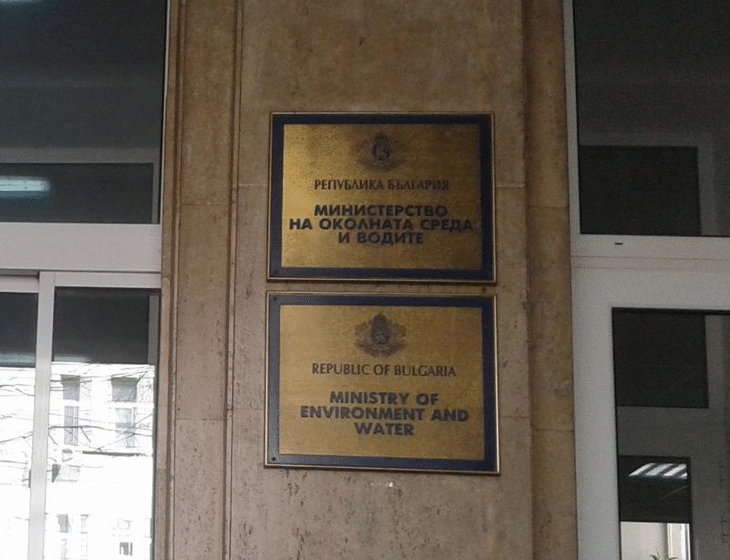 РЕПУБЛИКА БЪЛГАРИЯ
МИНИСТЕРСТВО
НА ОКОЛНАТА СРЕДА
И ВОДИТЕ
REPUBLIC OF BULGARIA
MINISTRY OF
ENVIRONMENT AND
WATER